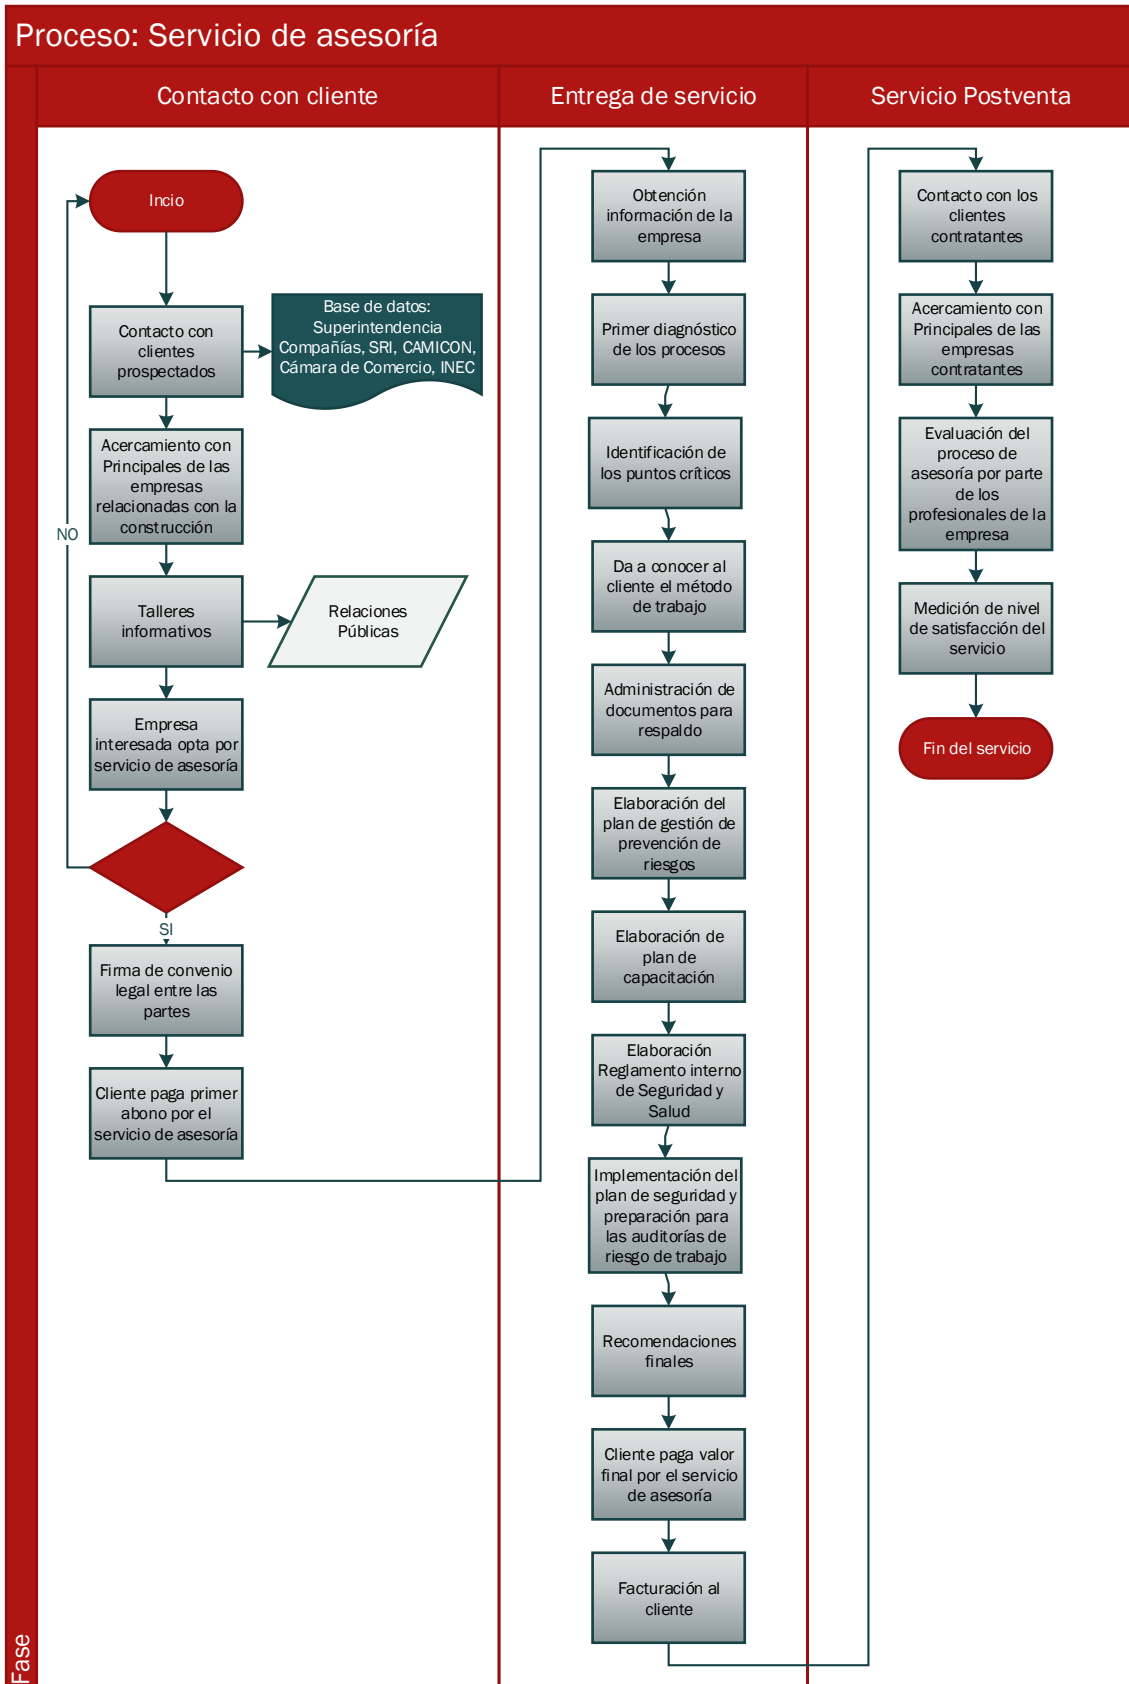 Proceso: Servicio de asesoría
Contacto con cliente
Entrega de servicio
Servicio Postventa
Fase
Incio
Contacto con
clientes
prospectados
Base de datos:
Superintendencia
Compañías, SRI, CAMICON,
Cámara de Comercio, INEC
Acercamiento con
Principales de las
empresas
relacionadas con la
construcción
NO
Talleres
informativos
Relaciones
Públicas
Empresa
interesada opta por
servicio de asesoría
SI
Firma de convenio
legal entre las
partes
Cliente paga primer
abono por el
servicio de asesoría
Obtención
información de la
empresa
Primer diagnóstico
de los procesos
Identificación de
los puntos críticos
Da a conocer al
cliente el método
de trabajo
Administración de
documentos para
respaldo
Elaboración del
plan de gestión de
prevención de
riesgos
Elaboración de
plan de
capacitación
Elaboración
Reglamento interno
de Seguridad y
Salud
Implementación del
plan de seguridad y
preparación para
las auditorías de
riesgo de trabajo
Recomendaciones
finales
Cliente paga valor
final por el servicio
de asesoría
Facturación al
cliente
Contacto con los
clientes
contratantes
Acercamiento con
Principales de las
empresas
contratantes
Evaluación del
proceso de
asesoría por parte
de los
profesionales de la
empresa
Medición de nivel
de satisfacción del
servicio
Fin del servicio